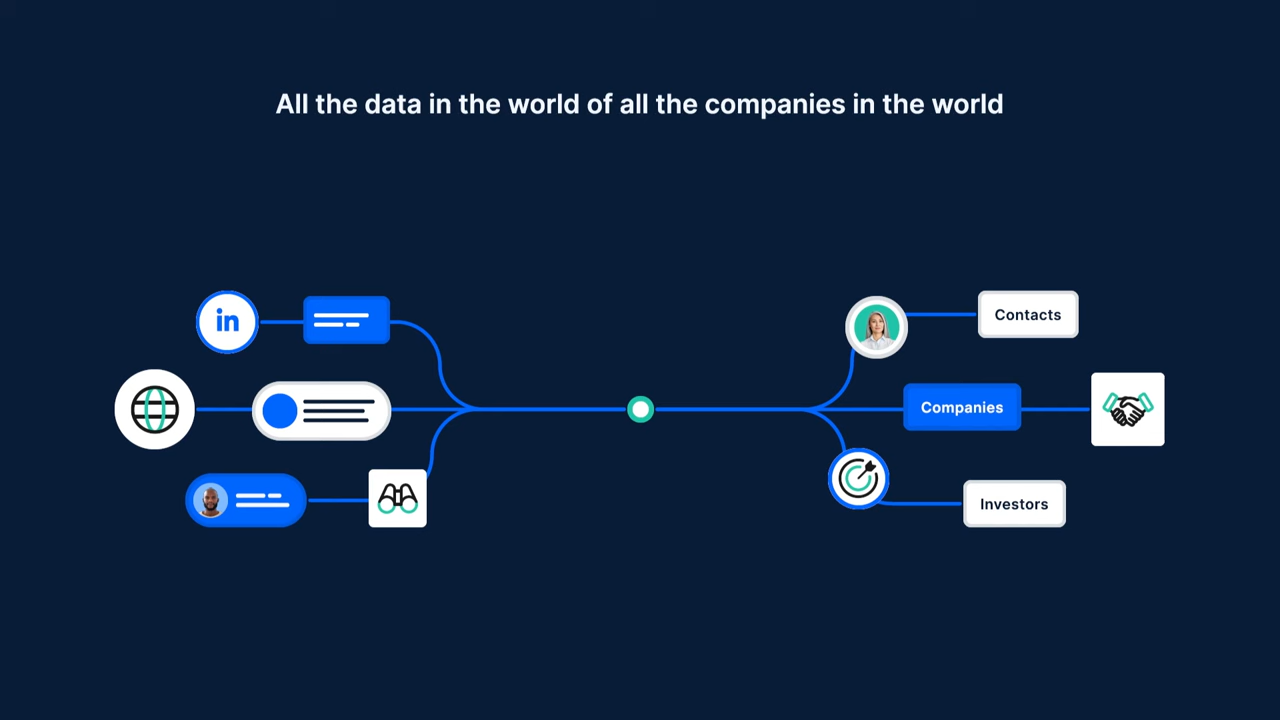 All the data in the world of all the companies in the world
in
Contacts
Companies
Investors